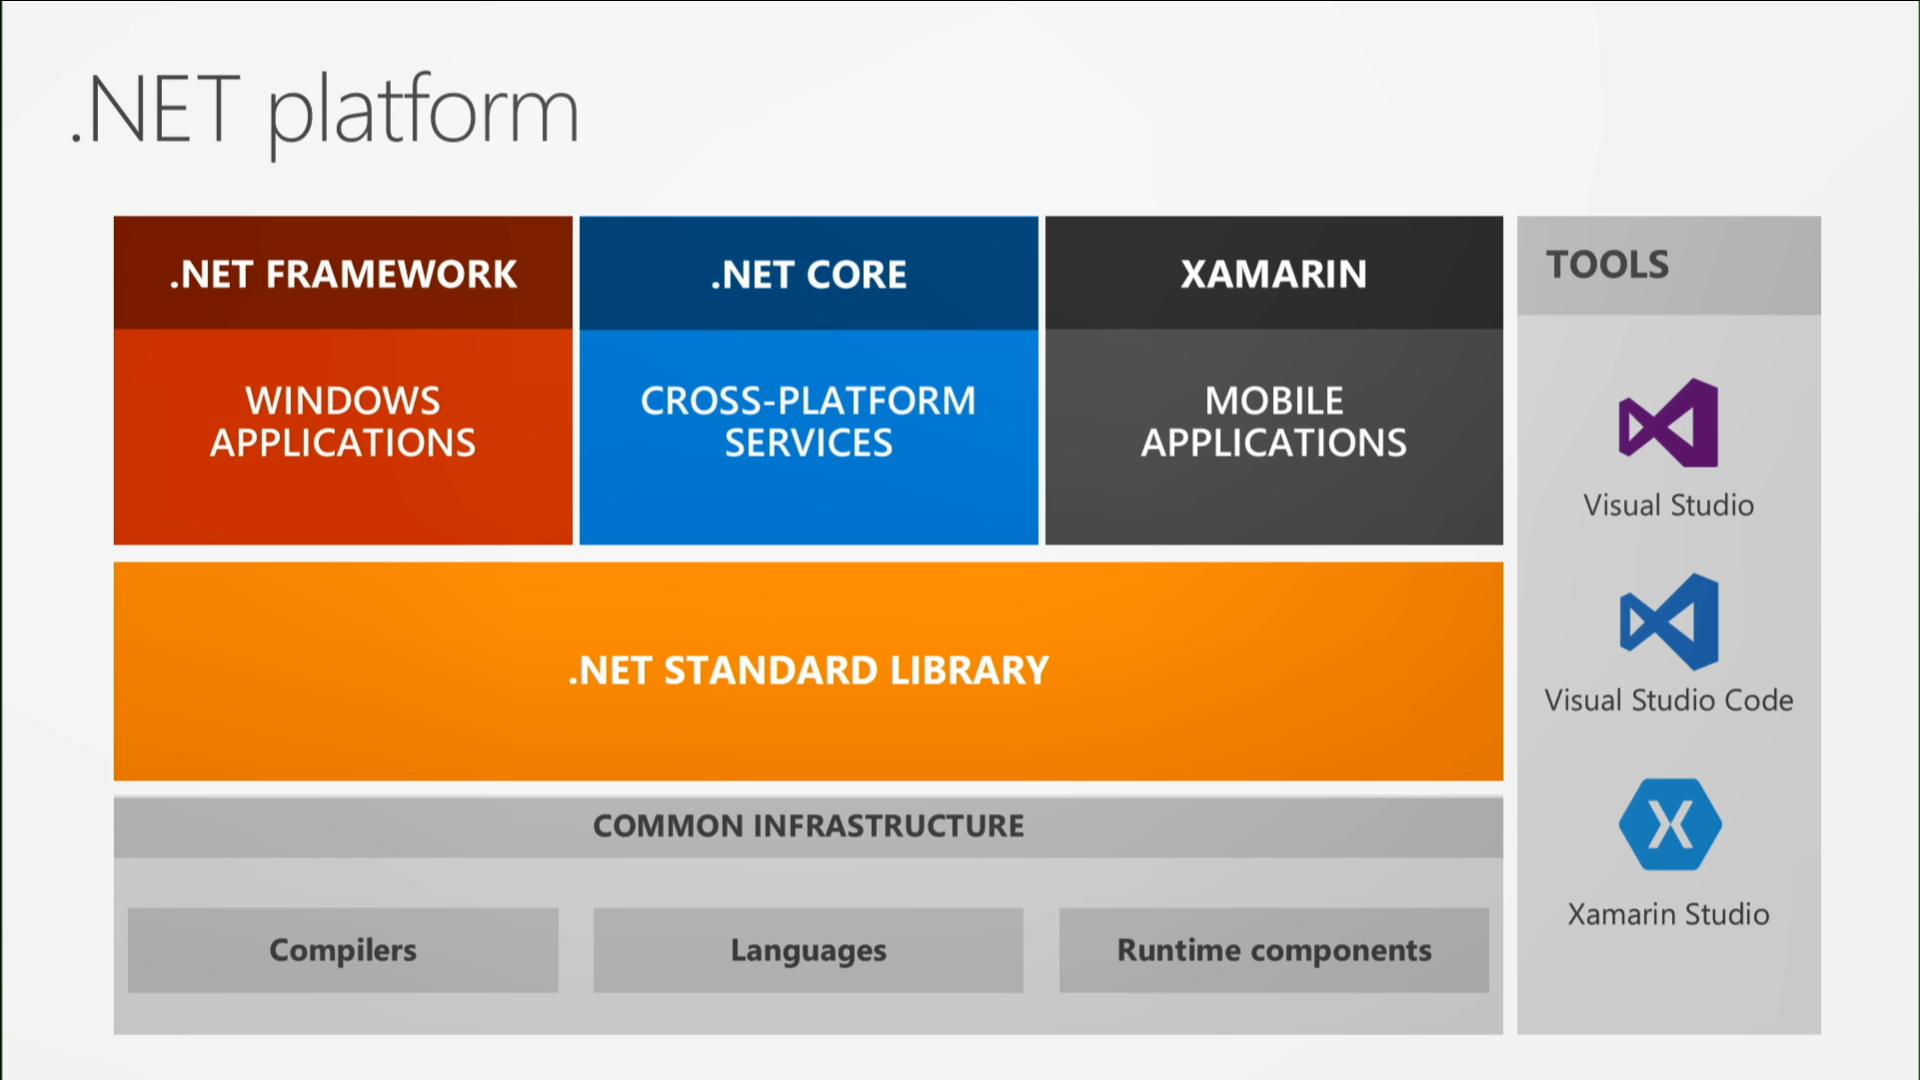 .NET platform
.NET FRAMEWORK
WINDOWS
APPLICATIONS
.NET CORE
CROSS-PLATFORM
SERVICES
XAMARIN
MOBILE
APPLICATIONS
.NET STANDARD LIBRARY
COMMON INFRASTRUCTURE
Compilers
Languages
Runtime components
TOOLS
Visual Studio
Visual Studio Code
X
Xamarin Studio